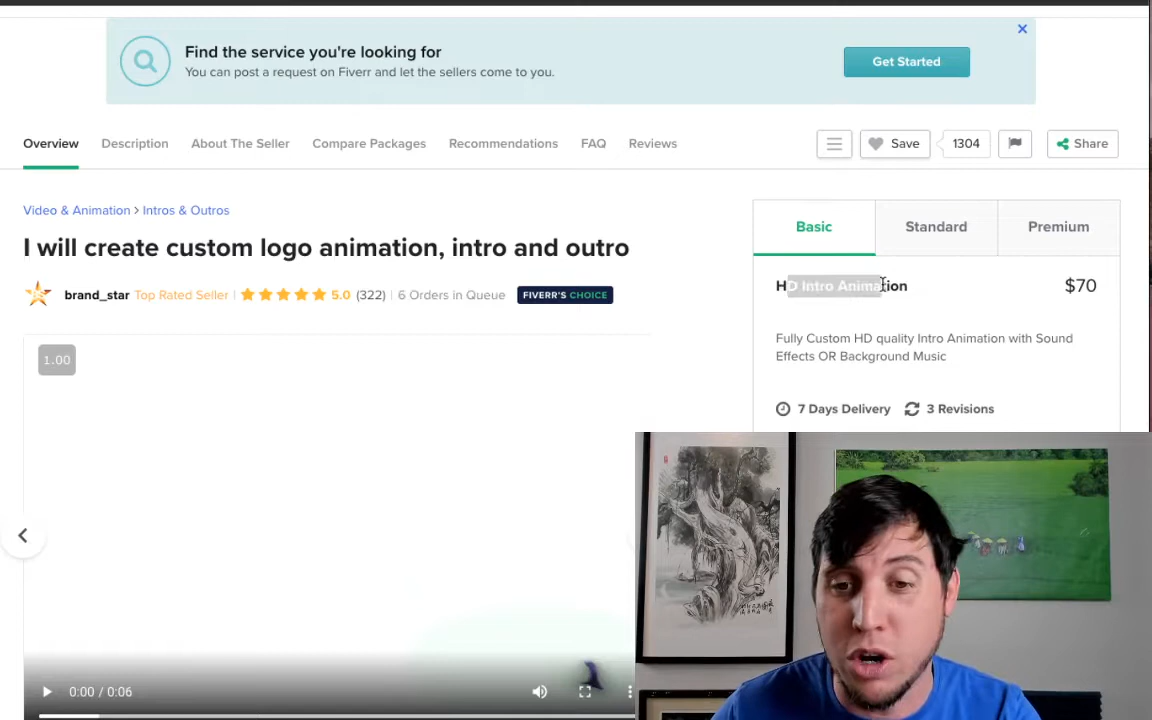 Find the service you're looking for
You can post a request on Fiverr and let the sellers come to you.
Get Started
Overview Description About The Seller Compare Packages Recommendations FAQ Reviews
Save 1304 Share
Video & Animation > Intros & Outros
I will create custom logo animation, intro and outro
brand_star Top Rated Seller | 5.0 (322) | 6 Orders in Queue FIVERR'S CHOICE
Basic Standard Premium
HD Intro Animation $70
Fully Custom HD quality Intro Animation with Sound
Effects OR Background Music
7 Days Delivery 3 Revisions
1.00
0:00 / 0:06